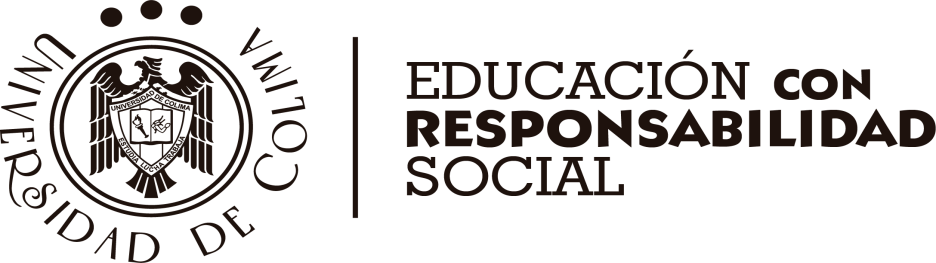 UNIVERSIDAD DE COLIMA
UNIVERSIDAD DE COLIMA
ESTUDIA LUCHA TRABAJA
EDUCACIÓN CON
RESPONSABILIDAD
SOCIAL